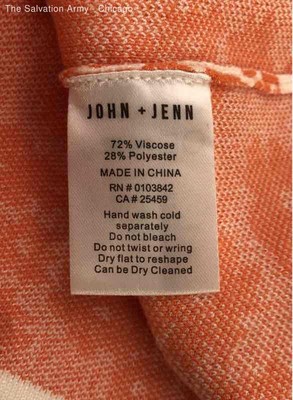 The Salvation Army - Chicago
JOHN + JENN
72% Viscose
28% Polyester
MADE IN CHINA
RN # 0103842
CA # 25459
Hand wash cold
separately
Do not bleach
Do not twist or wring
Dry flat to reshape
Can be Dry Cleaned